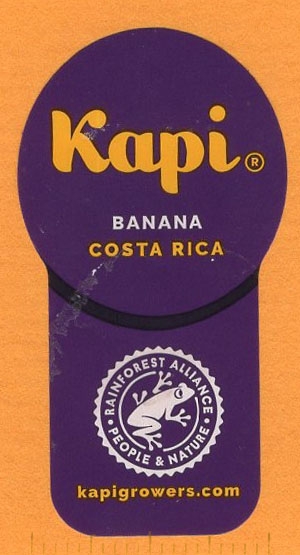 Kapi®
BANANA
COSTA RICA
RAINFOREST ALLIANCE
PEOPLE & NATURE
kapigrowers.com